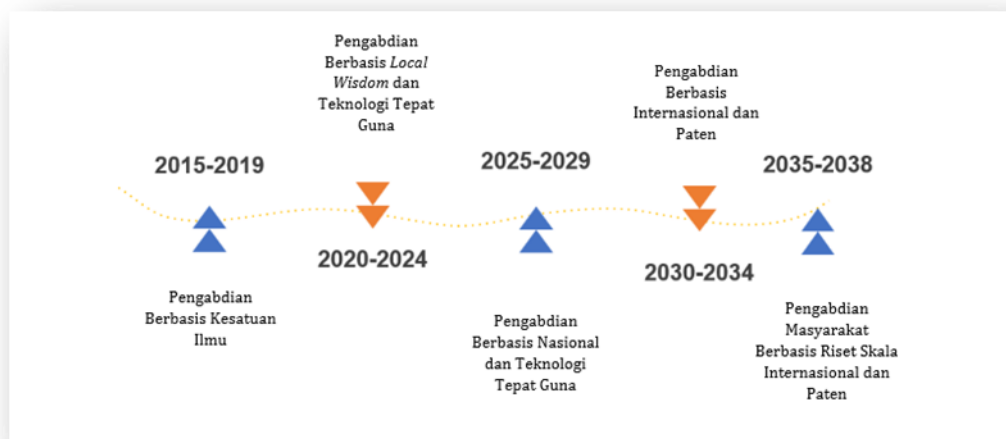 Pengabdian
Berbasis Local
Wisdom dan
Teknologi Tepat
Guna
Pengabdian
Berbasis
Internasional dan
Paten
2015-2019
2025-2029
2035-2038
2020-2024
2030-2034
Pengabdian
Berbasis Kesatuan
Ilmu
Pengabdian
Berbasis Nasional
dan Teknologi
Tepat Guna
Pengabdian
Masyarakat
Berbasis Riset Skala
Internasional dan
Paten